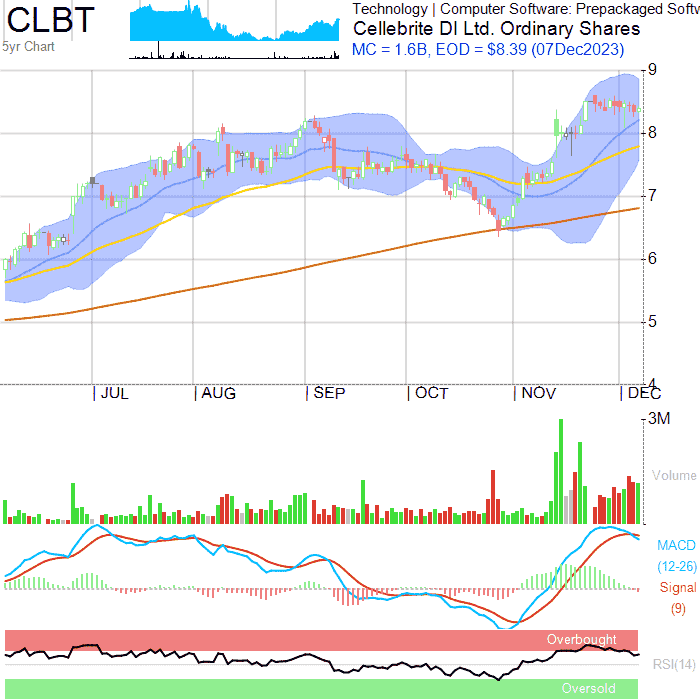 CLBT
5yr Chart
Technology | Computer Software: Prepackaged Softw
Cellebrite DI Ltd. Ordinary Shares
MC = 1.6B, EOD = $8.39 (07Dec2023)
9
8
7
6
5
4
JUL AUG SEP OCT NOV DEC
3M
Volume
MACD
(12-26)
Signal
(9)
Overbought
RSI(14)
Oversold